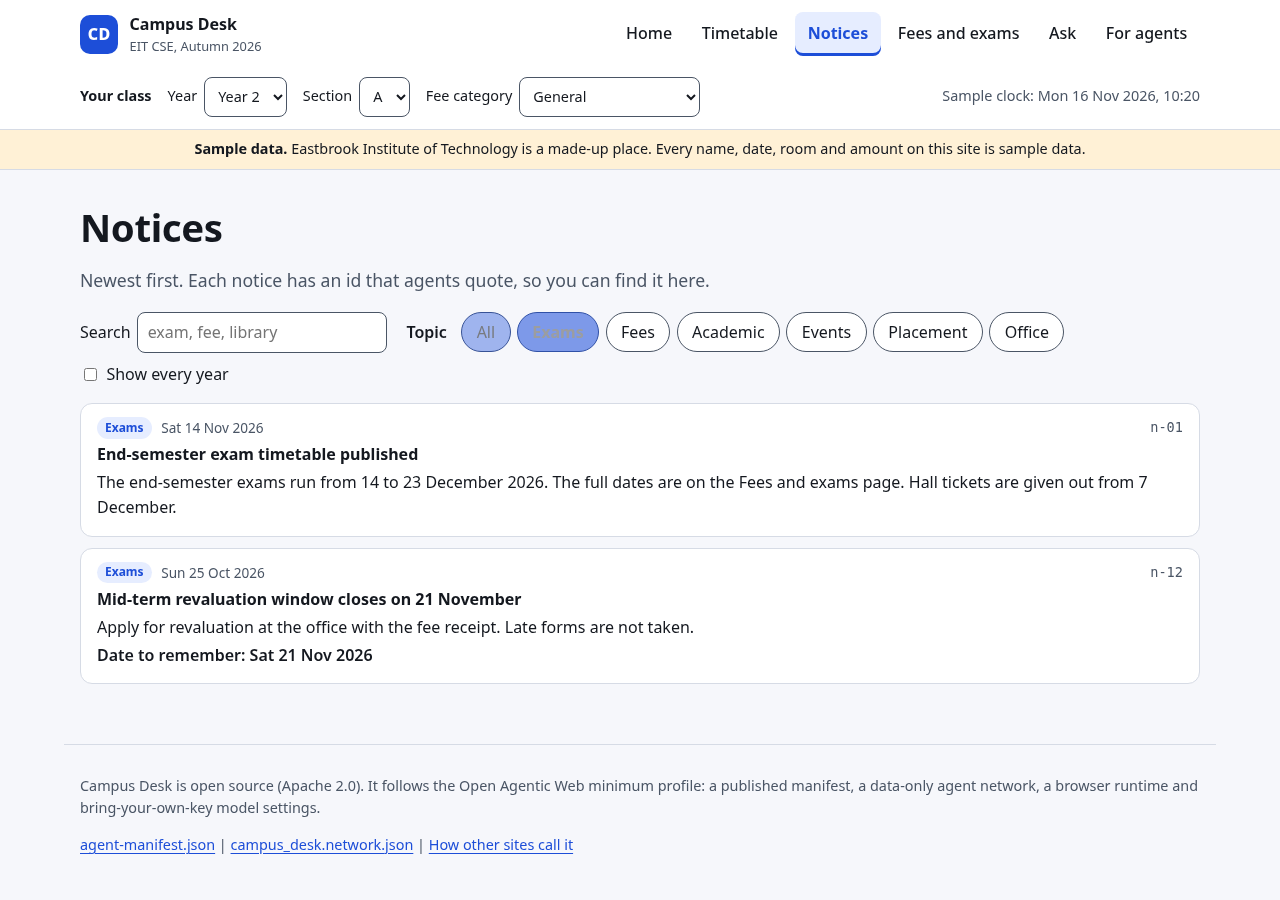 CD
Campus Desk
EIT CSE, Autumn 2026
Home
Timetable
Notices
Fees and exams
Ask
For agents
Your class
Year
Year 2
Section
A
Fee category
General
Sample clock: Mon 16 Nov 2026, 10:20
Sample data. Eastbrook Institute of Technology is a made-up place. Every name, date, room and amount on this site is sample data.
Notices
Newest first. Each notice has an id that agents quote, so you can find it here.
Search
exam, fee, library
Topic
All
Exams
Fees
Academic
Events
Placement
Office
Show every year
Exams
Sat 14 Nov 2026
n-01
End-semester exam timetable published
The end-semester exams run from 14 to 23 December 2026. The full dates are on the Fees and exams page. Hall tickets are given out from 7
December.
Exams
Sun 25 Oct 2026
n-12
Mid-term revaluation window closes on 21 November
Apply for revaluation at the office with the fee receipt. Late forms are not taken.
Date to remember: Sat 21 Nov 2026
Campus Desk is open source (Apache 2.0). It follows the Open Agentic Web minimum profile: a published manifest, a data-only agent network, a browser runtime and
bring-your-own-key model settings.
agent-manifest.json | campus_desk.network.json | How other sites call it